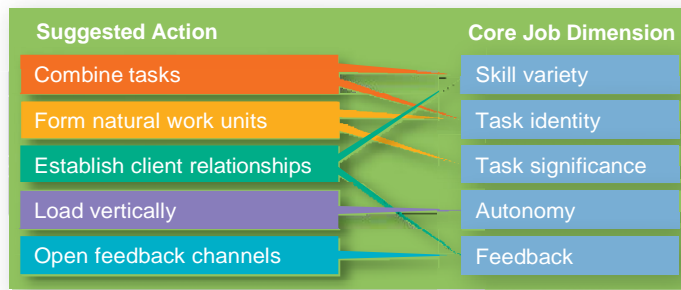 Suggested Action
Core Job Dimension
Combine tasks
Skill variety
Form natural work units
Task identity
Establish client relationships
Task significance
Load vertically
Autonomy
Open feedback channels
Feedback